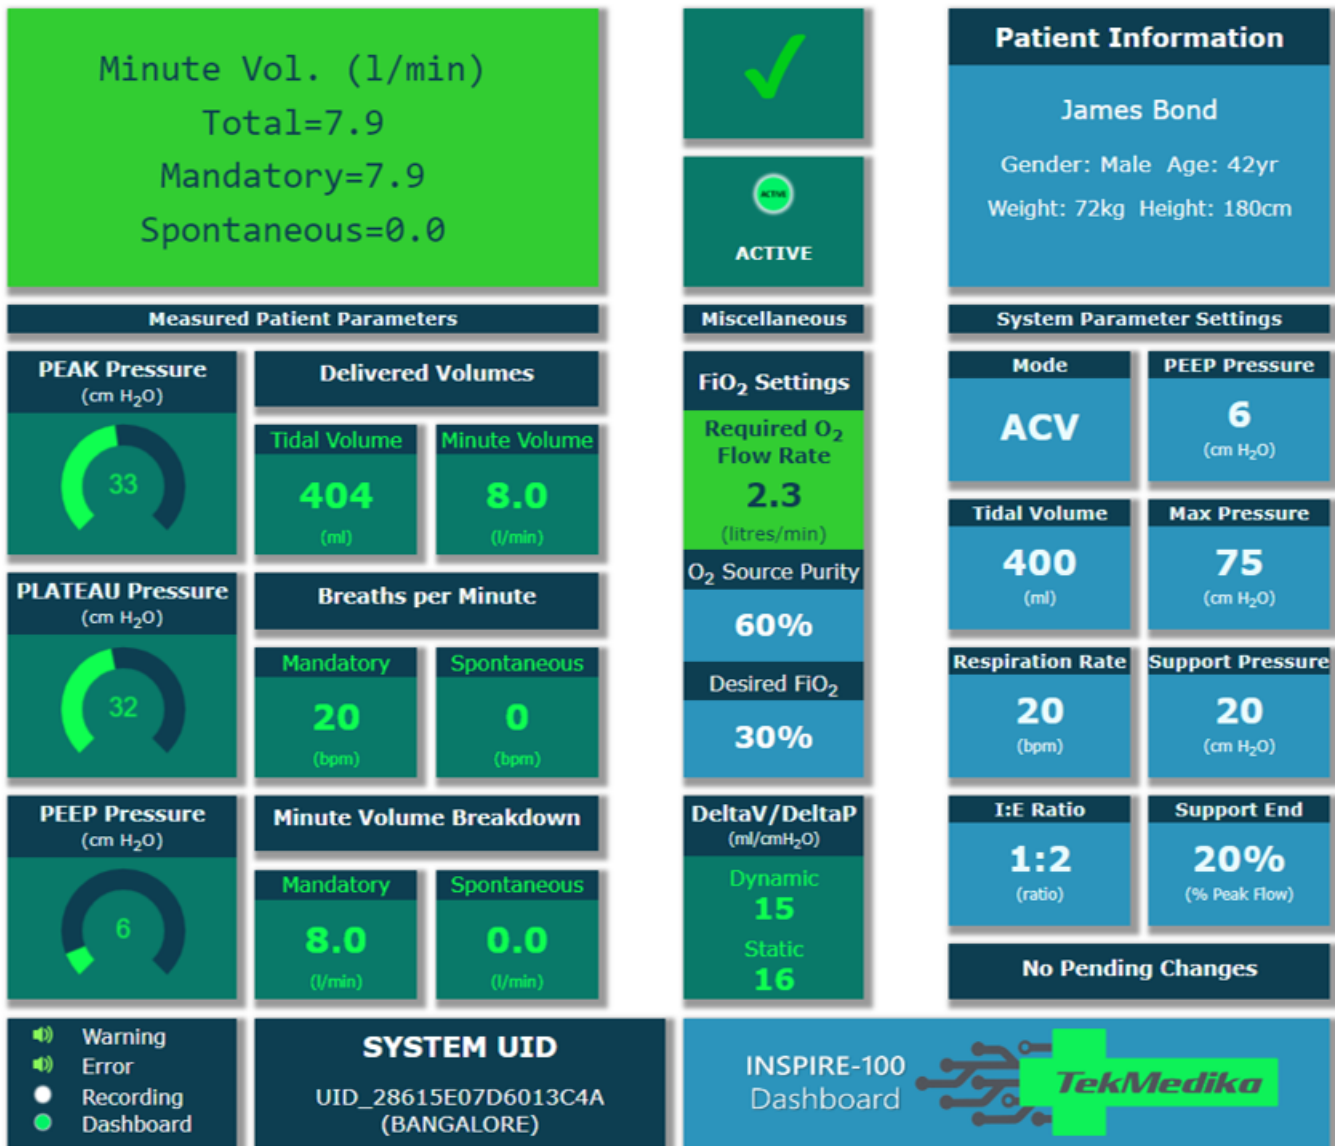 Minute Vol. (l/min)
Total=7.9
Mandatory=7.9
Spontaneous=0.0
ACTIVE
ACTIVE
Patient Information
James Bond
Gender: Male Age: 42yr
Weight: 72kg Height: 180cm
Measured Patient Parameters
PEAK Pressure
(cm H₂O)
33
Delivered Volumes
Tidal Volume
404
(ml)
Minute Volume
8.0
(l/min)
PLATEAU Pressure
(cm H₂O)
32
Breaths per Minute
Mandatory
20
(bpm)
Spontaneous
0
(bpm)
PEEP Pressure
(cm H₂O)
6
Minute Volume Breakdown
Mandatory
8.0
(l/min)
Spontaneous
0.0
(l/min)
Miscellaneous
FiO₂ Settings
Required O₂
Flow Rate
2.3
(litres/min)
O₂ Source Purity
60%
Desired FiO₂
30%
DeltaV/DeltaP
(ml/cmH₂O)
Dynamic
15
Static
16
System Parameter Settings
Mode
ACV
PEEP Pressure
6
(cm H₂O)
Tidal Volume
400
(ml)
Max Pressure
75
(cm H₂O)
Respiration Rate
20
(bpm)
Support Pressure
20
(cm H₂O)
I:E Ratio
1:2
(ratio)
Support End
20%
(% Peak Flow)
No Pending Changes
Warning
Error
Recording
Dashboard
SYSTEM UID
UID_28615E07D6013C4A
(BANGALORE)
INSPIRE-100
Dashboard
TekMedika